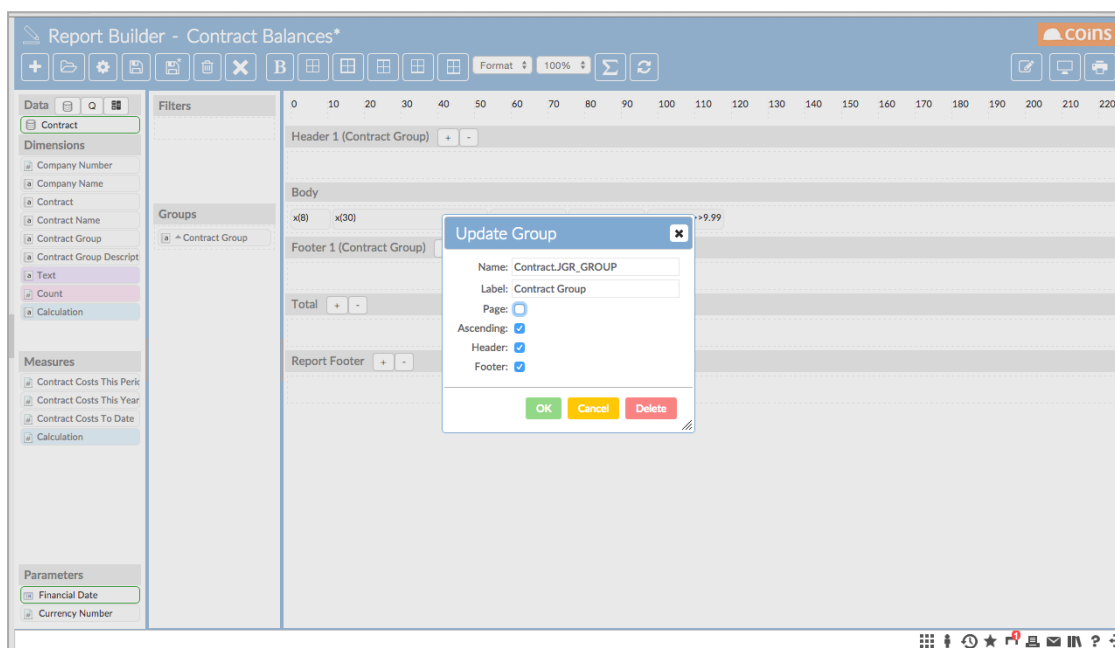 Report Builder - Contract Balances*
coins
B Format 100% Σ
Data Q
Contract
Dimensions
Company Number
Company Name
Contract
Contract Name
Contract Group
Contract Group Descript
Text
Count
Calculation
Measures
Contract Costs This Peri
Contract Costs This Year
Contract Costs To Date
Calculation
Parameters
Financial Date
Currency Number
Filters
Groups
Contract Group
0 10 20 30 40 50 60 70 80 90 100 110 120 130 140 150 160 170 180 190 200 210 220
Header 1 (Contract Group) + -
Body
x(8) x(30) >>9.99
Footer 1 (Contract Group)
Total + -
Report Footer + -
Update Group
Name: Contract.JGR_GROUP
Label: Contract Group
Page:
Ascending:
Header:
Footer:
OK Cancel Delete
1
?